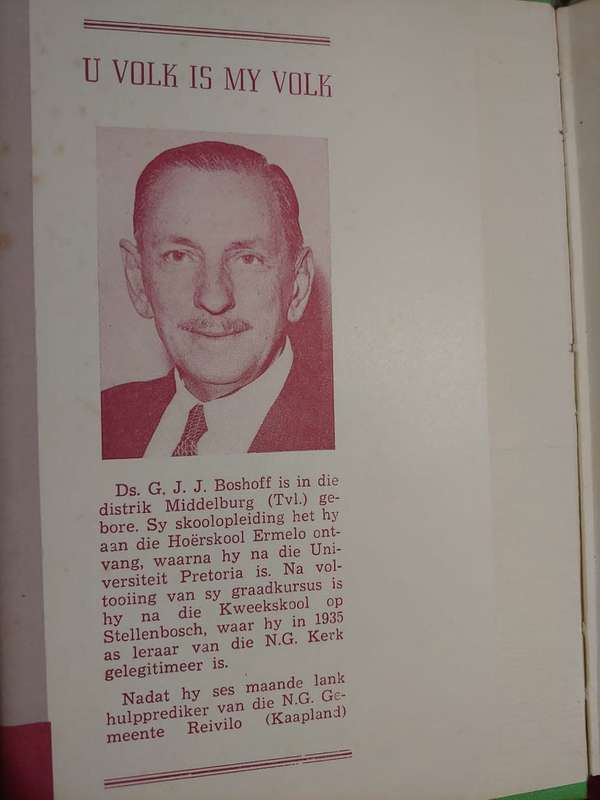 U VOLK IS MY VOLK
Ds. G. J. J. Boshoff is in die
distrik Middelburg (Tvl.) ge-
bore. Sy skoolopleiding het hy
aan die Hoërskool Ermelo ont-
vang, waarna hy na die Uni-
versiteit Pretoria is. Na vol-
tooiing van sy graadkursus is
hy na die Kweekskool op
Stellenbosch, waar hy in 1935
as leraar van die N.G. Kerk
gelegitimeer is.
Nadat hy ses maande lank
hulpprediker van die N.G. Ge-
meente Reivilo (Kaapland)